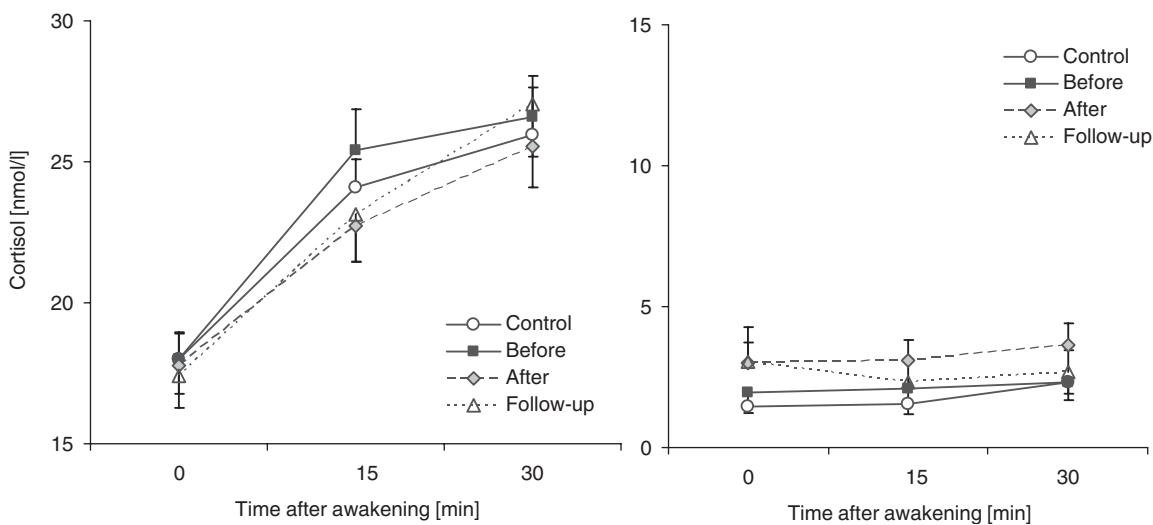 30
25
20
15
Cortisol [nmol/l]
0
15
30
Time after awakening [min]
Control
Before
After
Follow-up
15
10
5
0
0
15
30
Time after awakening [min]
Control
Before
After
Follow-up